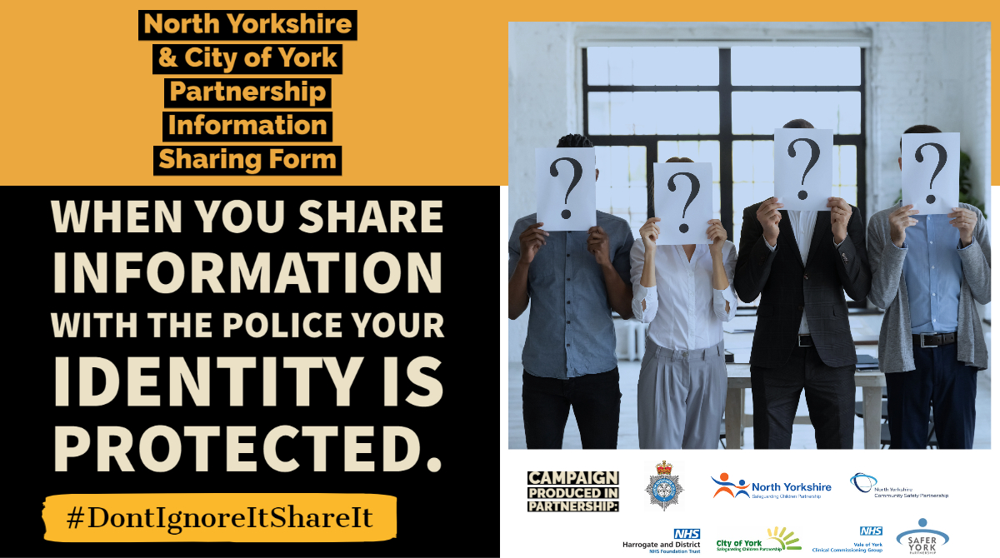 North Yorkshire
& City of York
Partnership
Information
Sharing Form
WHEN YOU SHARE
INFORMATION
WITH THE POLICE YOUR
IDENTITY IS
PROTECTED.
#DontIgnoreItShareIt
?
?
?
?
CAMPAIGN
PRODUCED IN
PARTNERSHIP:
North Yorkshire
Safeguarding Children Partnership
North Yorkshire
Community Safety Partnership
NHS
Harrogate and District
NHS Foundation Trust
City of York
Safeguarding Children Partnership
NHS
Vale of York
Clinical Commissioning Group
SAFER
YORK
PARTNERSHIP